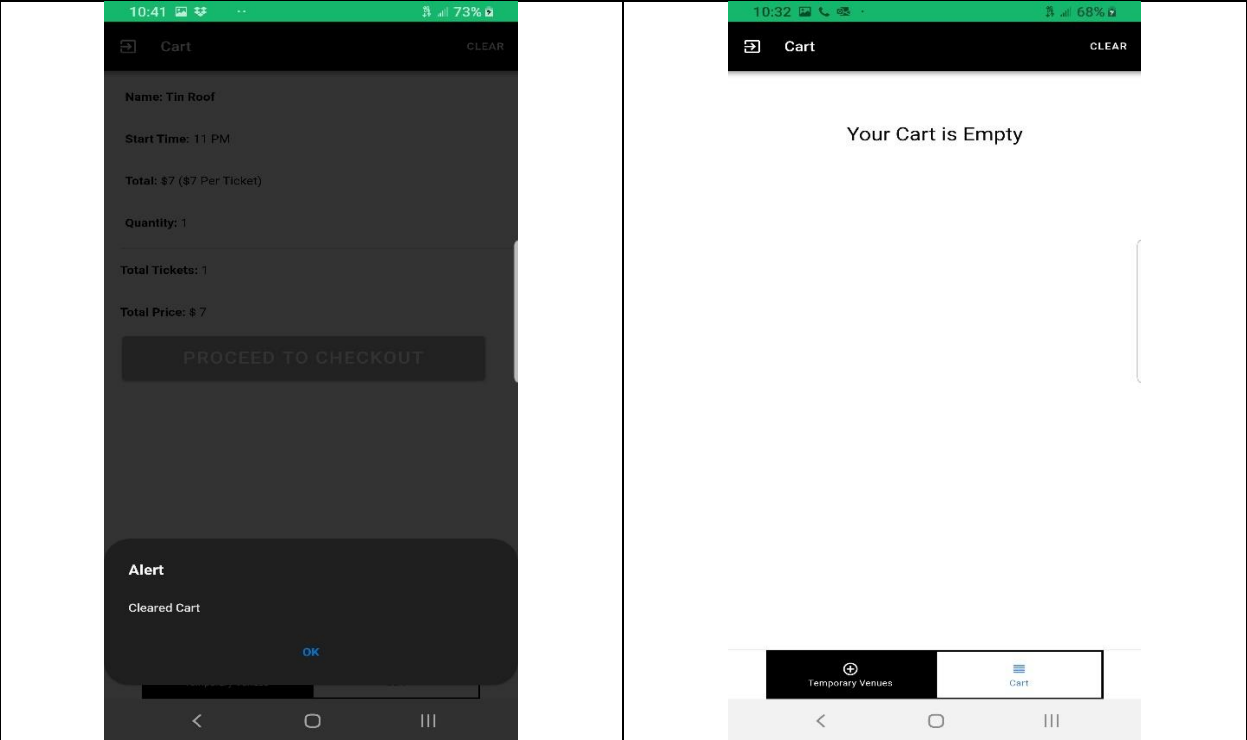 10:41 73%
Cart CLEAR
Name: Tin Roof
Start Time: 11 PM
Total: $7 ($7 Per Ticket)
Quantity: 1
Total Tickets: 1
Total Price: $ 7
PROCEED TO CHECKOUT
Alert
Cleared Cart
OK
Temporary Venues
10:32 68%
Cart CLEAR
Your Cart is Empty
Temporary Venues Cart